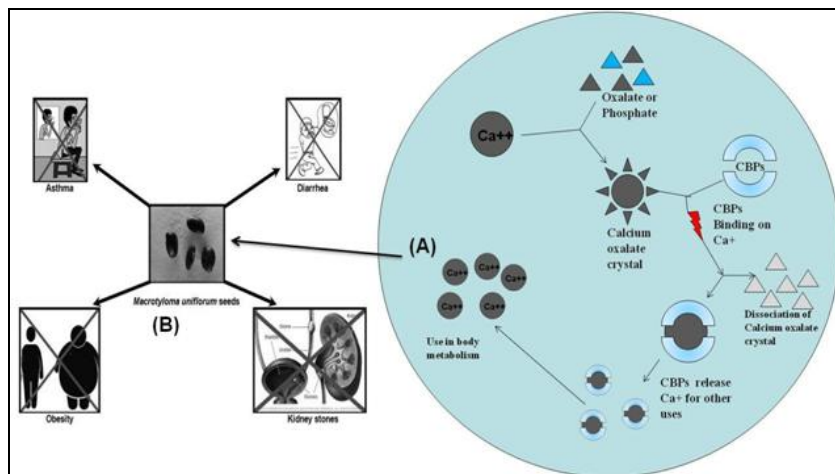 Asthma
Diarrhea
Macrotyloma uniflorum seeds
(B)
Obesity
Kidney stones
(A)
Oxalate or
Phosphate
Ca++
Calcium
oxalate
crystal
CBPs
CBPs
Binding on
Ca+
Dissociation of
Calcium oxalate
crystal
CBPs release
Ca+ for other
uses
Ca++
Ca++
Ca++
Ca++
Ca++
Use in body
metabolism